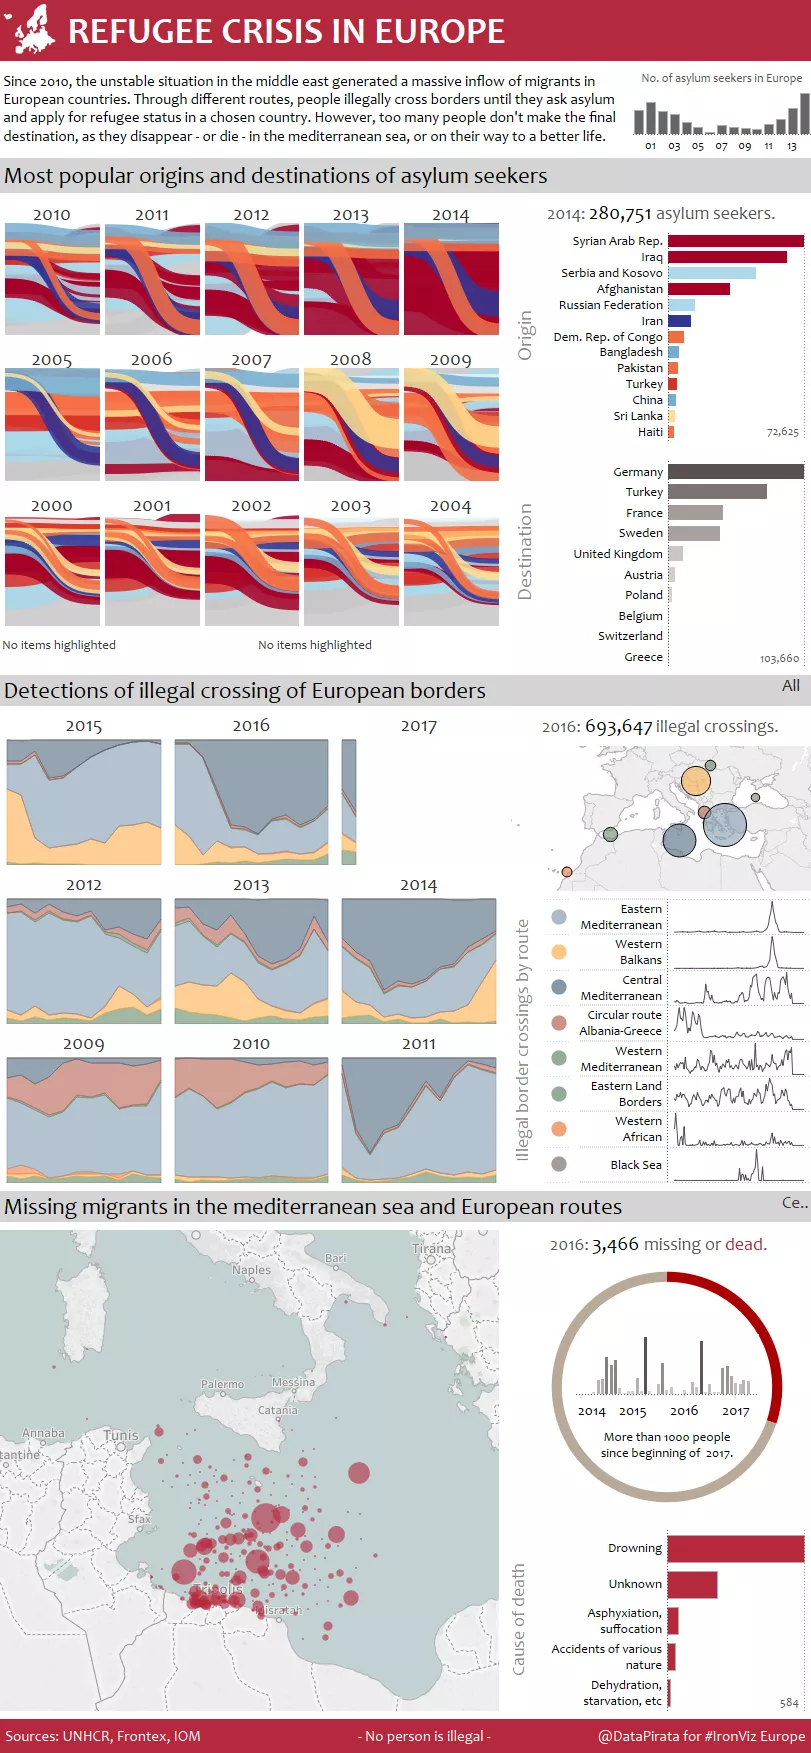 REFUGEE CRISIS IN EUROPE
Since 2010, the unstable situation in the middle east generated a massive inflow of migrants in
European countries. Through different routes, people illegally cross borders until they ask asylum
and apply for refugee status in a chosen country. However, too many people don't make the final
destination, as they disappear - or die - in the mediterranean sea, or on their way to a better life.
No. of asylum seekers in Europe
01 03 05 07 09 11 13
Most popular origins and destinations of asylum seekers
2010 2011 2012 2013 2014
2005 2006 2007 2008 2009
2000 2001 2002 2003 2004
No items highlighted No items highlighted
2014: 280,751 asylum seekers.
Origin
Syrian Arab Rep.
Iraq
Serbia and Kosovo
Afghanistan
Russian Federation
Iran
Dem. Rep. of Congo
Bangladesh
Pakistan
Turkey
China
Sri Lanka
Haiti
72,625
Destination
Germany
Turkey
France
Sweden
United Kingdom
Austria
Poland
Belgium
Switzerland
Greece
103,660
Detections of illegal crossing of European borders
All
2015 2016 2017
2012 2013 2014
2009 2010 2011
2016: 693,647 illegal crossings.
Illegal border crossings by route
Eastern
Mediterranean
Western
Balkans
Central
Mediterranean
Circular route
Albania-Greece
Western
Mediterranean
Eastern Land
Borders
Western
African
Black Sea
Missing migrants in the mediterranean sea and European routes
Ce..
Naples
Bari
Tirana
Palermo
Messina
Catania
Annaba
Tunis
tantine
Sfax
Tripolis
Misratah
2016: 3,466 missing or dead.
2014 2015 2016 2017
More than 1000 people
since beginning of 2017.
Cause of death
Drowning
Unknown
Asphyxiation,
suffocation
Accidents of various
nature
Dehydration,
starvation, etc
584
Sources: UNHCR, Frontex, IOM
- No person is illegal -
@DataPirata for #IronViz Europe